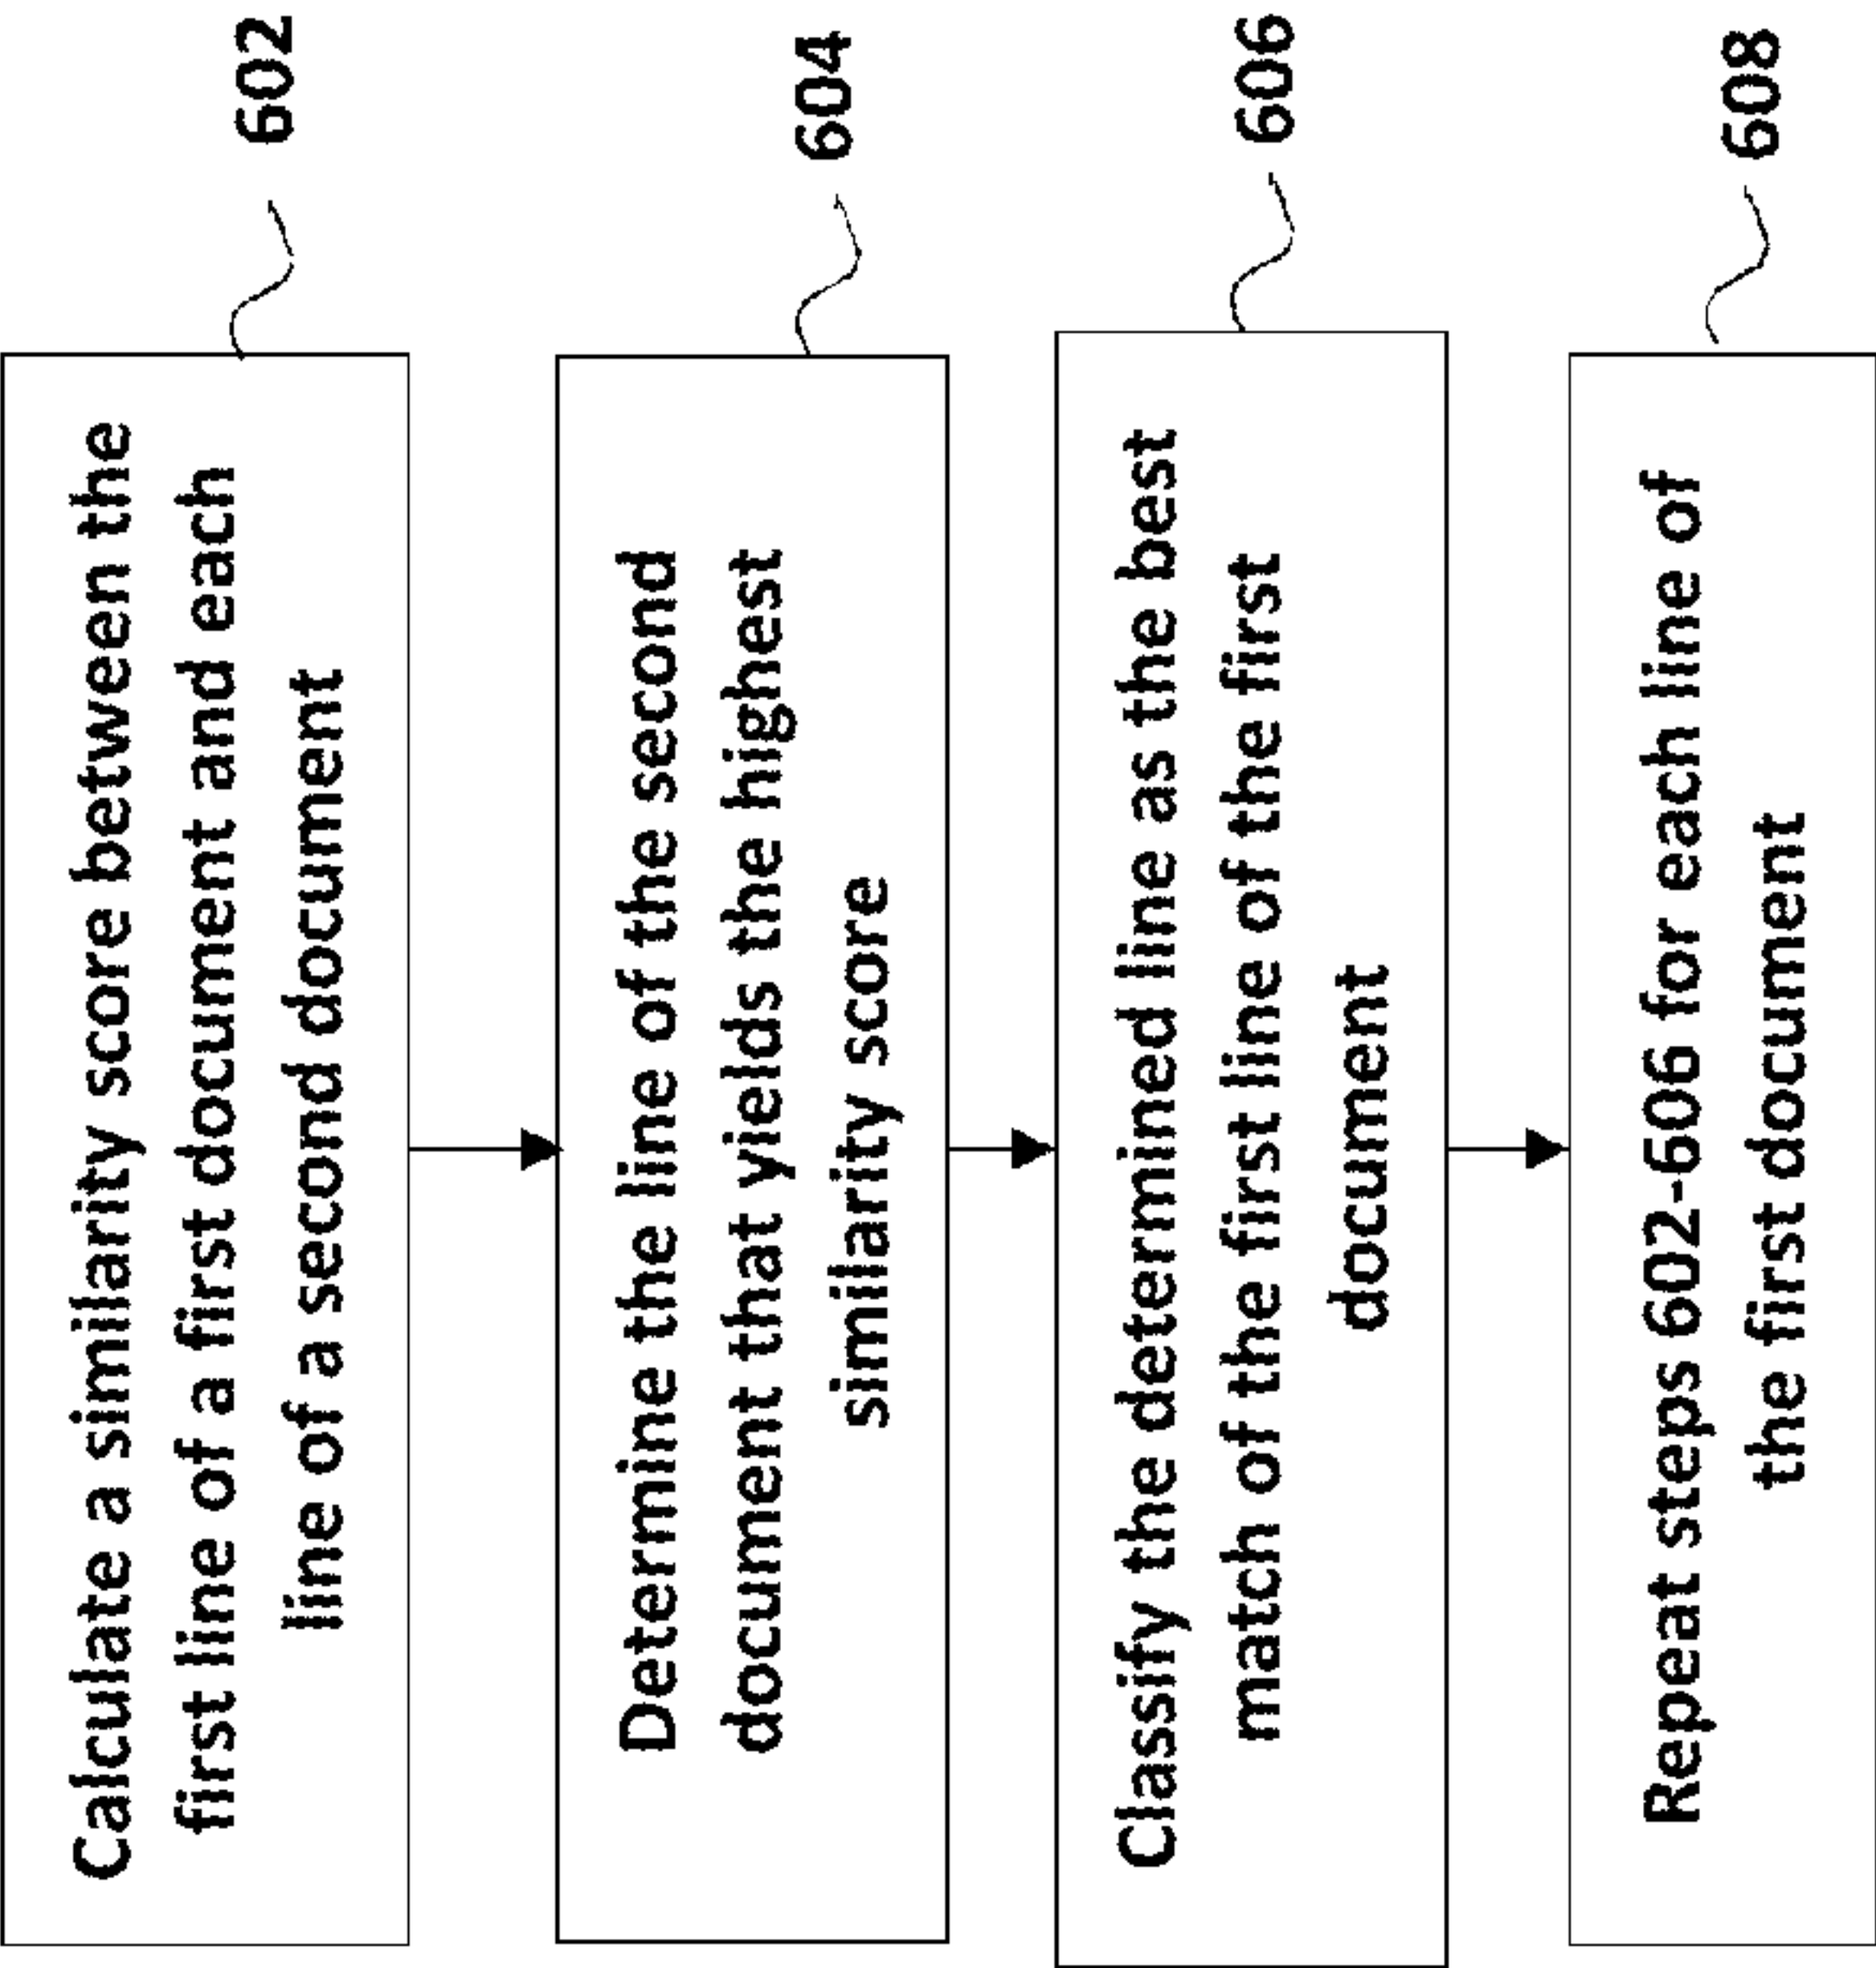 Calculate a similarity score between the
first line of a first document and each
line of a second document
602
Determine the line of the second
document that yields the highest
similarity score
604
Classify the determined line as the best
match of the first line of the first
document
606
Repeat steps 602-606 for each line of
the first document
608